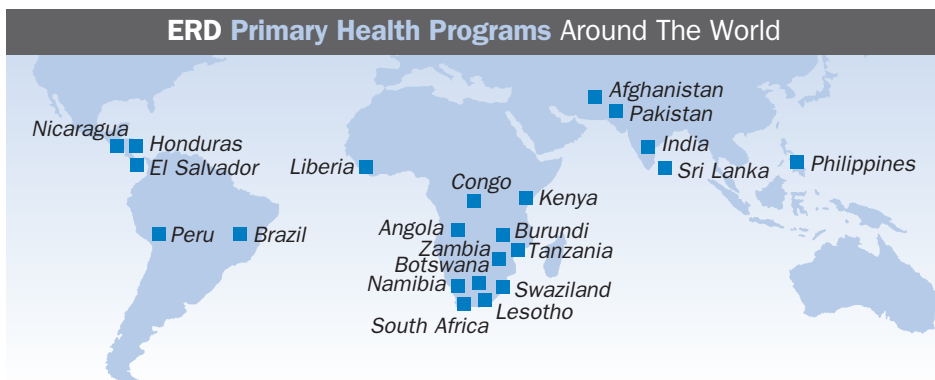 ERD Primary Health Programs Around The World
Afghanistan
Pakistan
Nicaragua
Honduras
El Salvador
India
Sri Lanka
Philippines
Liberia
Congo
Kenya
Peru
Brazil
Angola
Burundi
Zambia
Tanzania
Botswana
Namibia
Swaziland
Lesotho
South Africa